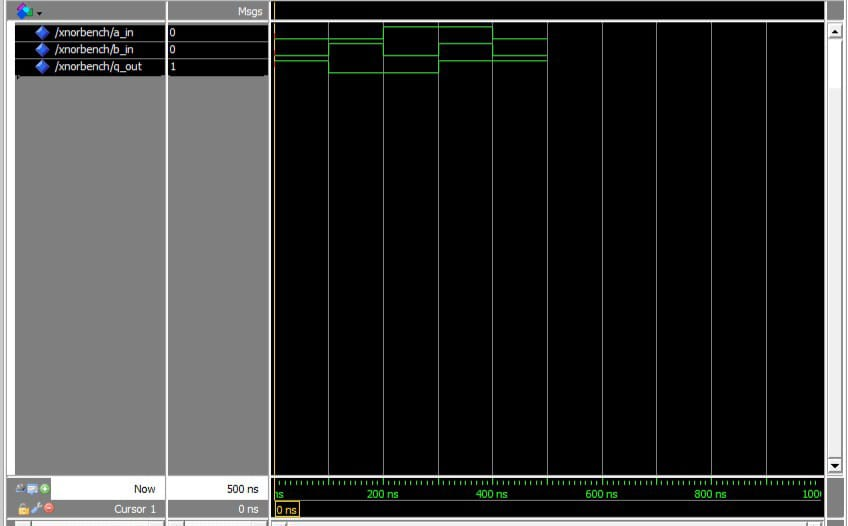 Msgs
/xnorbench/a_in 0
/xnorbench/b_in 0
/xnorbench/q_out 1
Now 500 ns
ns 200 ns 400 ns 600 ns 800 ns 1000
Cursor 1 0 ns 0 ns